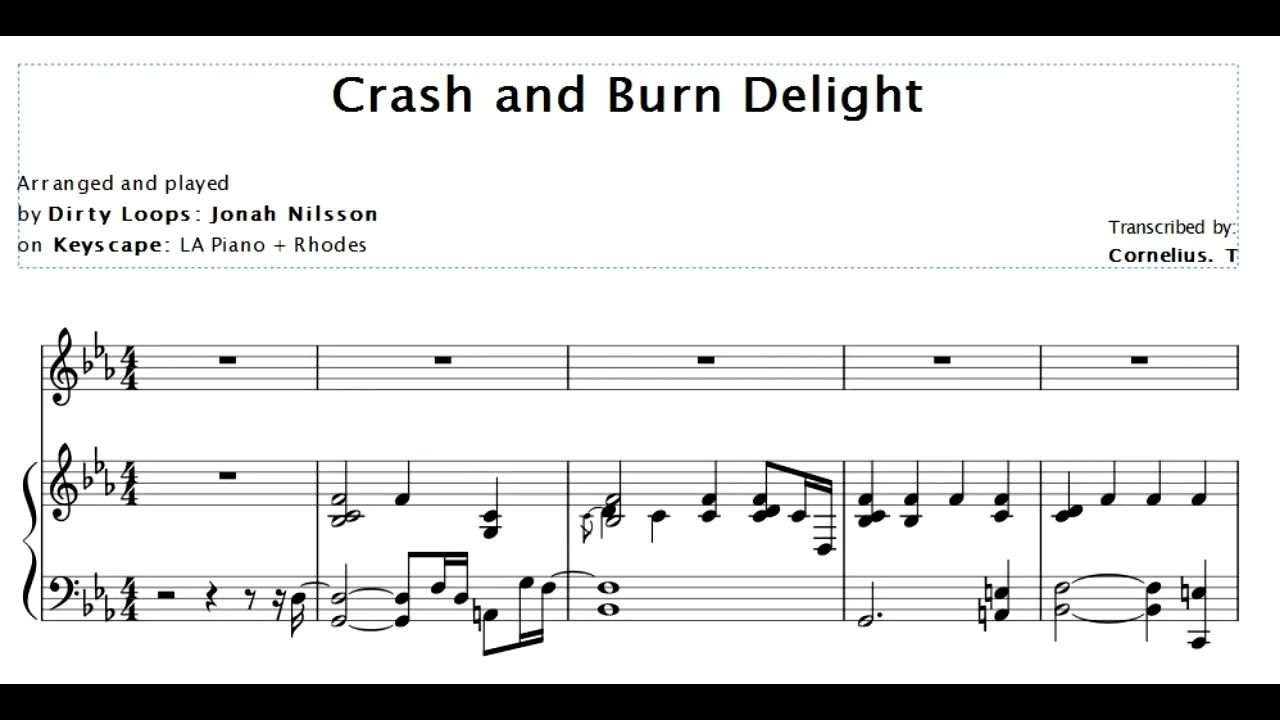 Crash and Burn Delight
Arranged and played
by Dirty Loops: Jonah Nilsson
on Keyscape: LA Piano + Rhodes
Transcribed by:
Cornelius. T